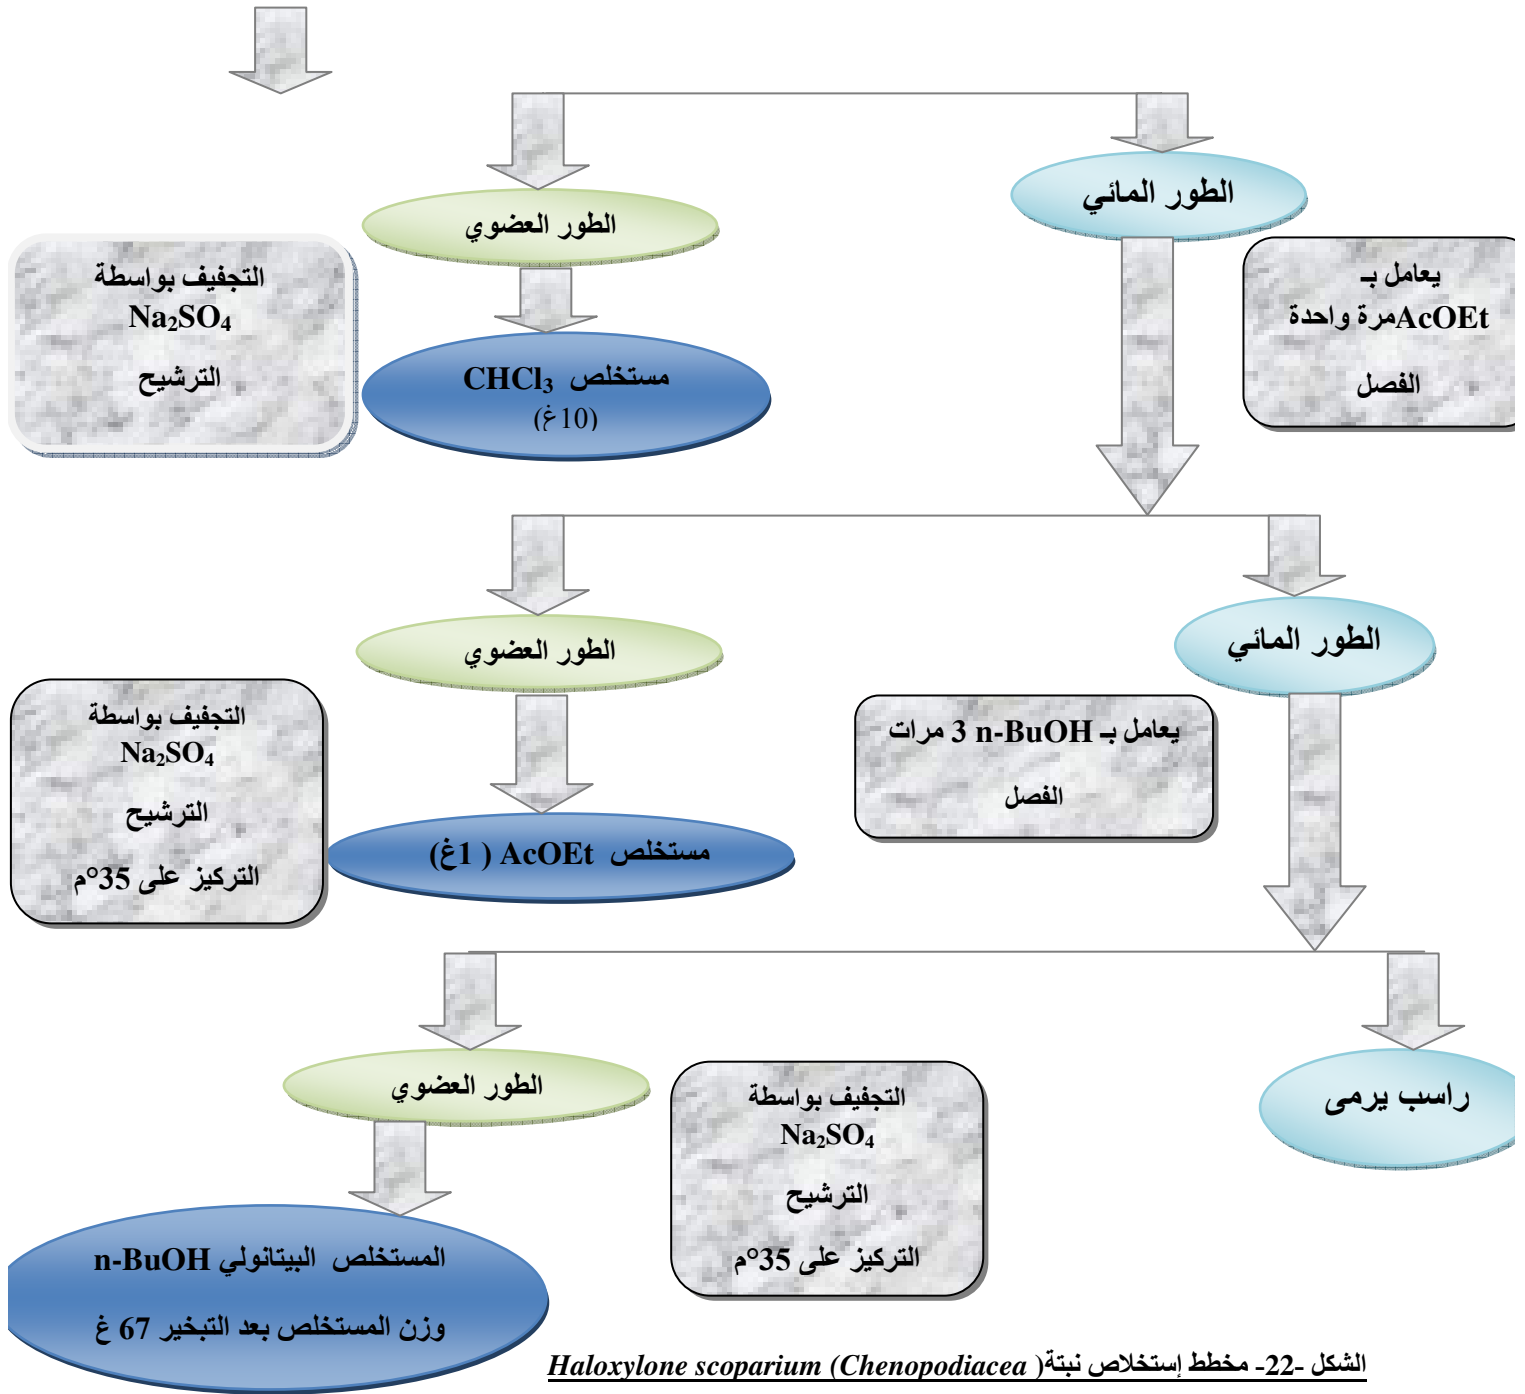 الطور المائي
الطور العضوي
يعامل بـ
AcOEtمرة واحدة
الفصل
التجفيف بواسطة
Na₂SO₄
الترشيح
مستخلص CHCl₃
(10غ)
الطور المائي
الطور العضوي
يعامل بـ n-BuOH 3 مرات
الفصل
التجفيف بواسطة
Na₂SO₄
الترشيح
التركيز على 35°م
مستخلص AcOEt ( 1غ)
راسب يرمى
الطور العضوي
التجفيف بواسطة
Na₂SO₄
الترشيح
التركيز على 35°م
المستخلص البيتانولي n-BuOH
وزن المستخلص بعد التبخير 67 غ
الشكل -22- مخطط إستخلاص نبتة Haloxylone scoparium (Chenopodiacea )